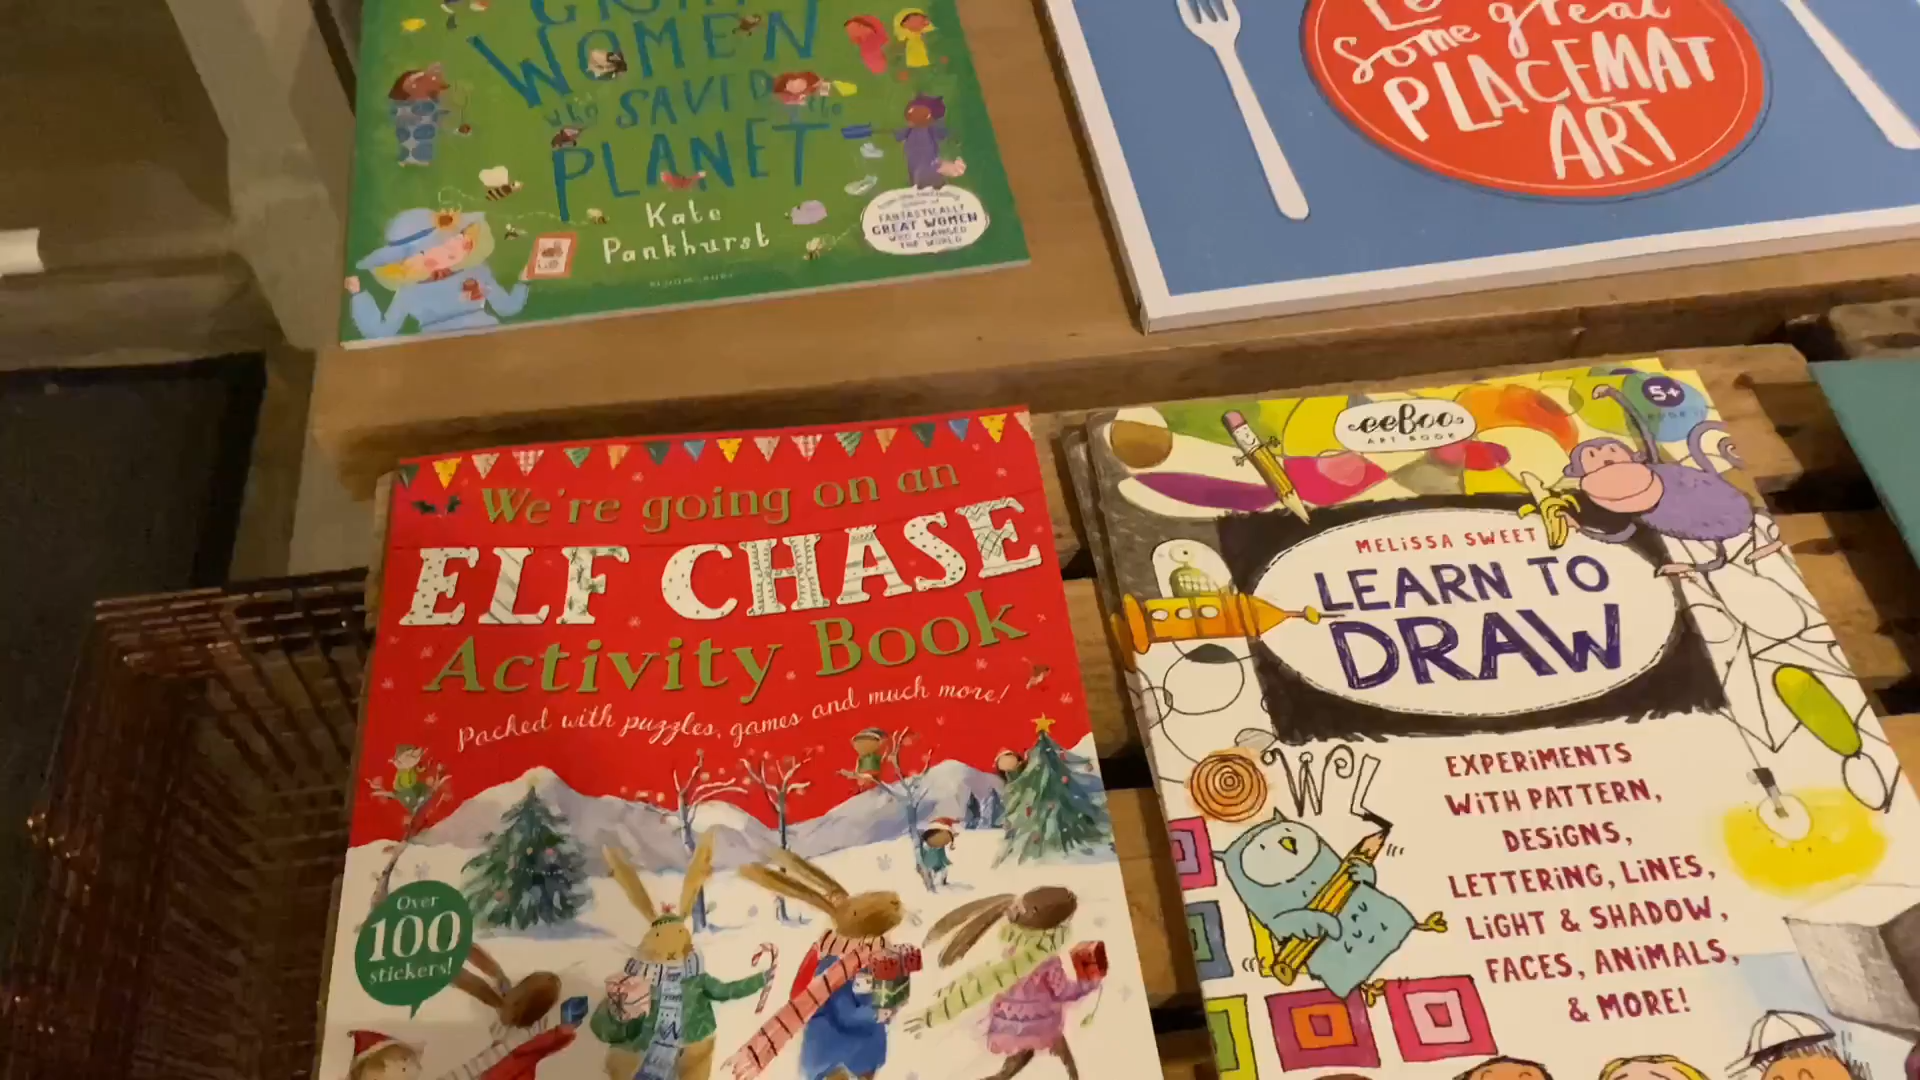 GREAT
WOMEN
who SAVED the
PLANET
Kate
Pankhurst
BLOOMSBURY
FANTASTICALLY
GREAT WOMEN
WHO CHANGED
THE WORLD
some great
PLACEMAT
ART
We're going on an
ELF CHASE
Activity Book
Packed with puzzles, games and much more!
Over
100
stickers!
eeBoo
ART BOOK
5+
MELISSA SWEET
LEARN TO
DRAW
OWL
EXPERIMENTS
WITH PATTERN,
DESIGNS,
LETTERING, LINES,
LIGHT & SHADOW,
FACES, ANIMALS,
& MORE!